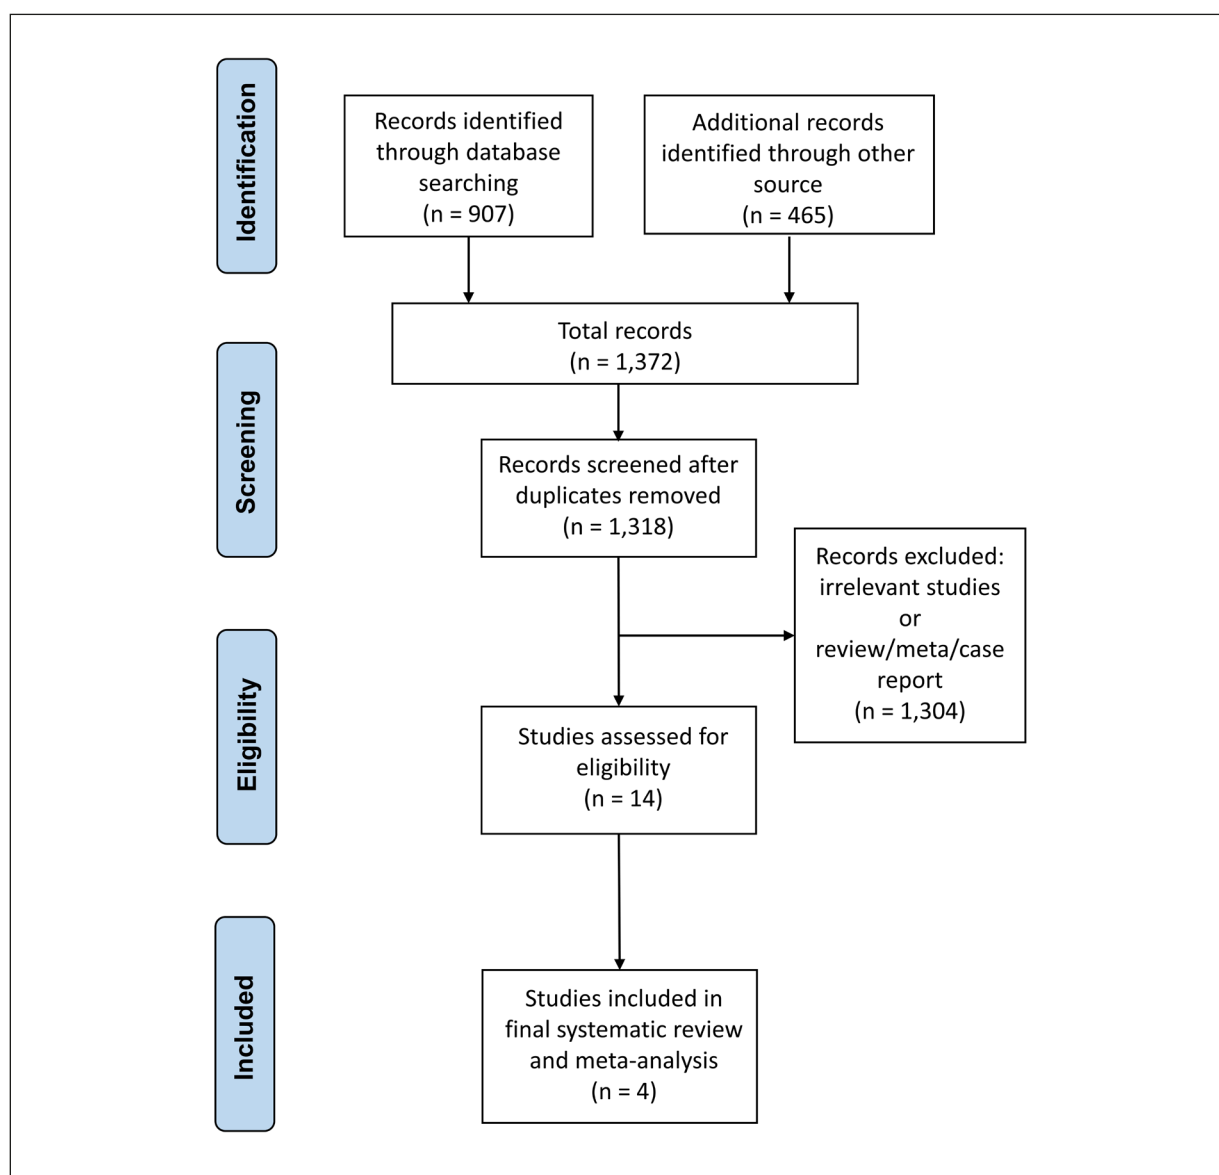 Identification
Records identified
through database
searching
(n = 907)
Additional records
identified through other
source
(n = 465)
Total records
(n = 1,372)
Screening
Records screened after
duplicates removed
(n = 1,318)
Records excluded:
irrelevant studies
or
review/meta/case
report
(n = 1,304)
Eligibility
Studies assessed for
eligibility
(n = 14)
Included
Studies included in
final systematic review
and meta-analysis
(n = 4)